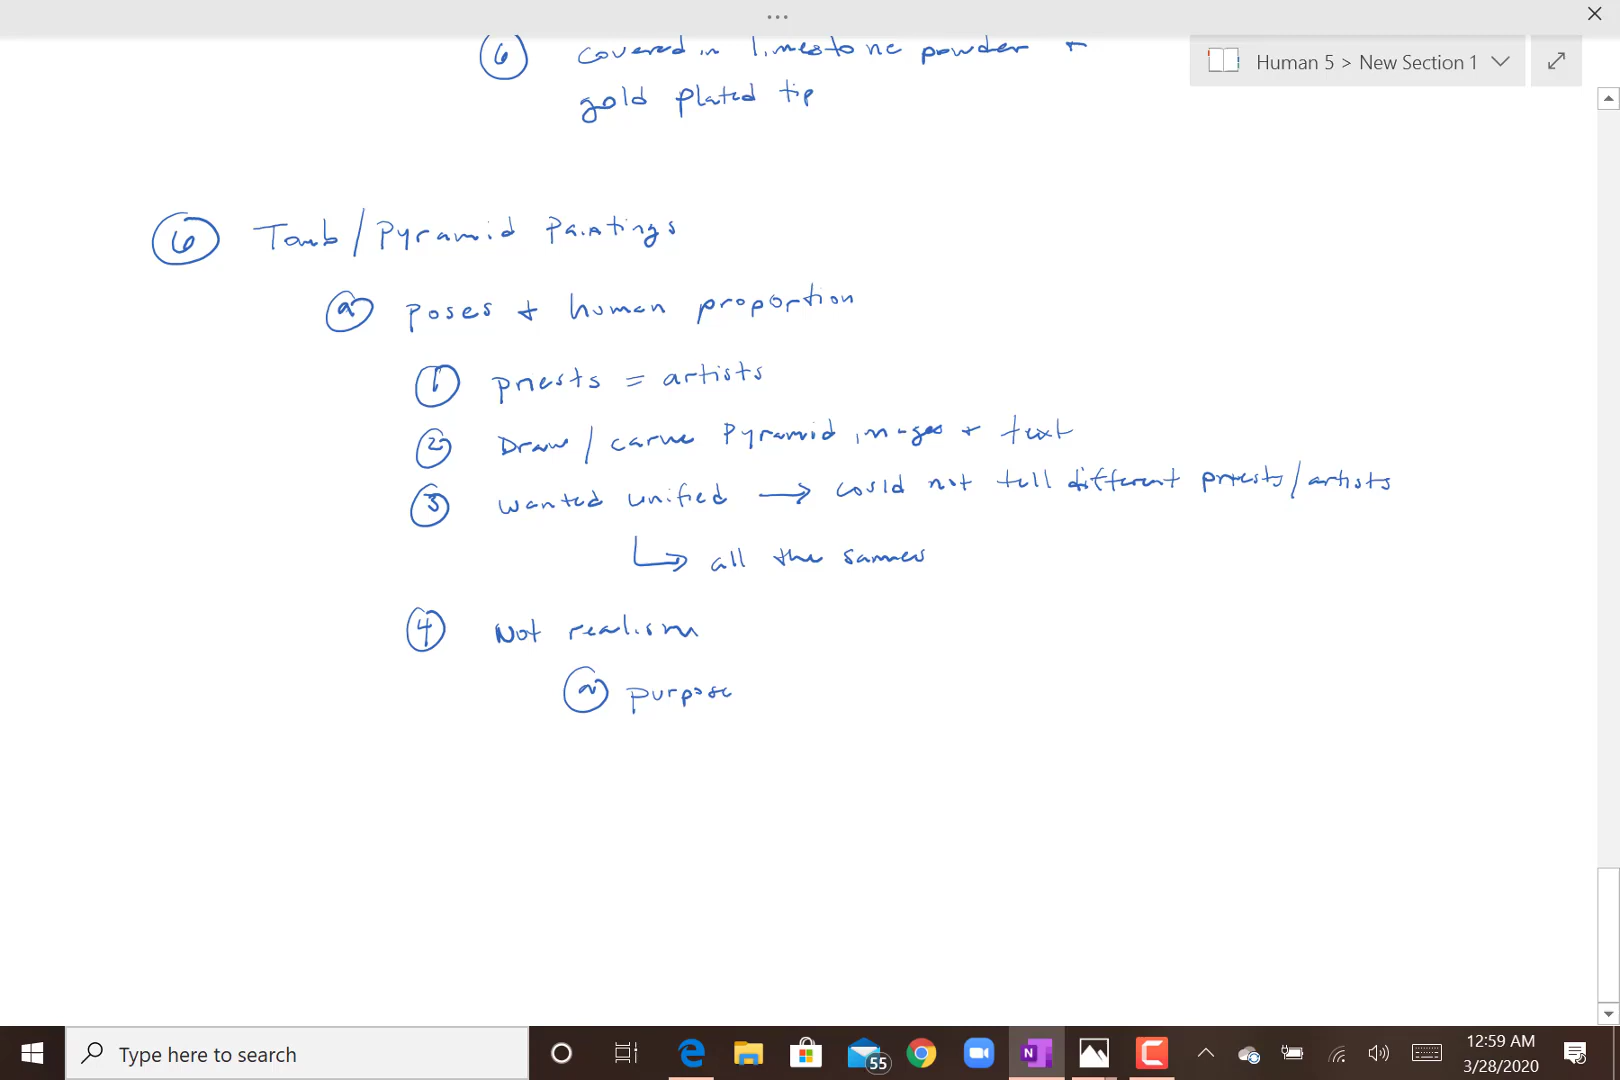 ...
Human 5 > New Section 1
6 covered in limestone powder +
gold plated tip
6 Tomb/Pyramid Paintings
a poses + human proportion
1 priests = artists
2 Draw/carve Pyramid images + text
3 wanted unified → could not tell different priests/artists
↳ all the same
4 Not realism
a purpose
Type here to search
55
N
12:59 AM
3/28/2020